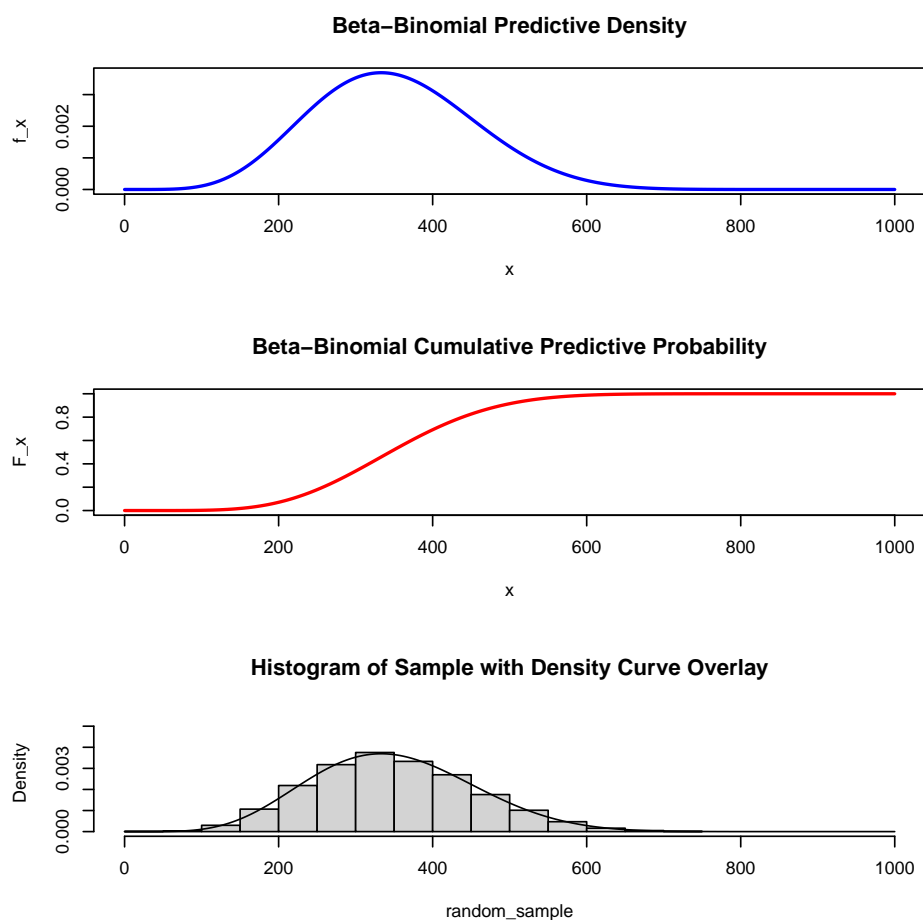 Beta−Binomial Predictive Density
f_x
0.002
0.000
0 200 400 600 800 1000
x
Beta−Binomial Cumulative Predictive Probability
F_x
0.8
0.4
0.0
0 200 400 600 800 1000
x
Histogram of Sample with Density Curve Overlay
Density
0.003
0.000
0 200 400 600 800 1000
random_sample